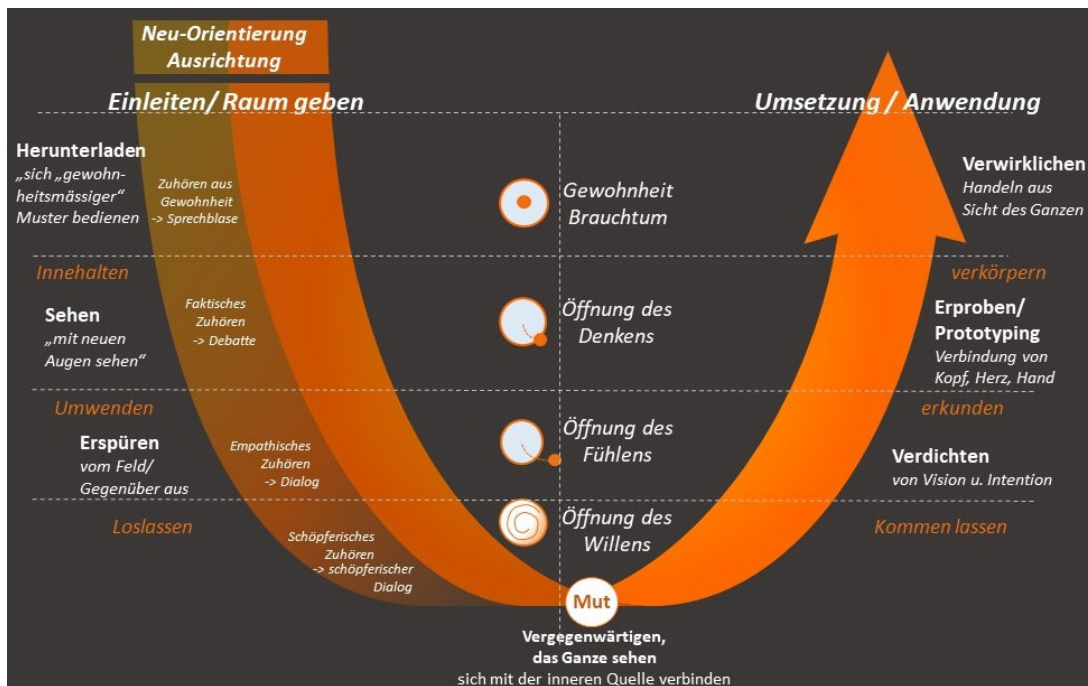 Neu-Orientierung
Ausrichtung
Einleiten/ Raum geben
Umsetzung / Anwendung
Herunterladen
„sich „gewohn-
heitsmässiger“
Muster bedienen
Zuhören aus
Gewohnheit
-> Sprechblase
Gewohnheit
Brauchtum
Verwirklichen
Handeln aus
Sicht des Ganzen
Innehalten
verkörpern
Sehen
„mit neuen
Augen sehen“
Faktisches
Zuhören
-> Debatte
Öffnung des
Denkens
Erproben/
Prototyping
Verbindung von
Kopf, Herz, Hand
Umwenden
erkunden
Erspüren
vom Feld/
Gegenüber aus
Empathisches
Zuhören
-> Dialog
Öffnung des
Fühlens
Verdichten
von Vision u. Intention
Loslassen
Kommen lassen
Schöpferisches
Zuhören
-> schöpferischer
Dialog
Öffnung des
Willens
Mut
Vergegenwärtigen,
das Ganze sehen
sich mit der inneren Quelle verbinden